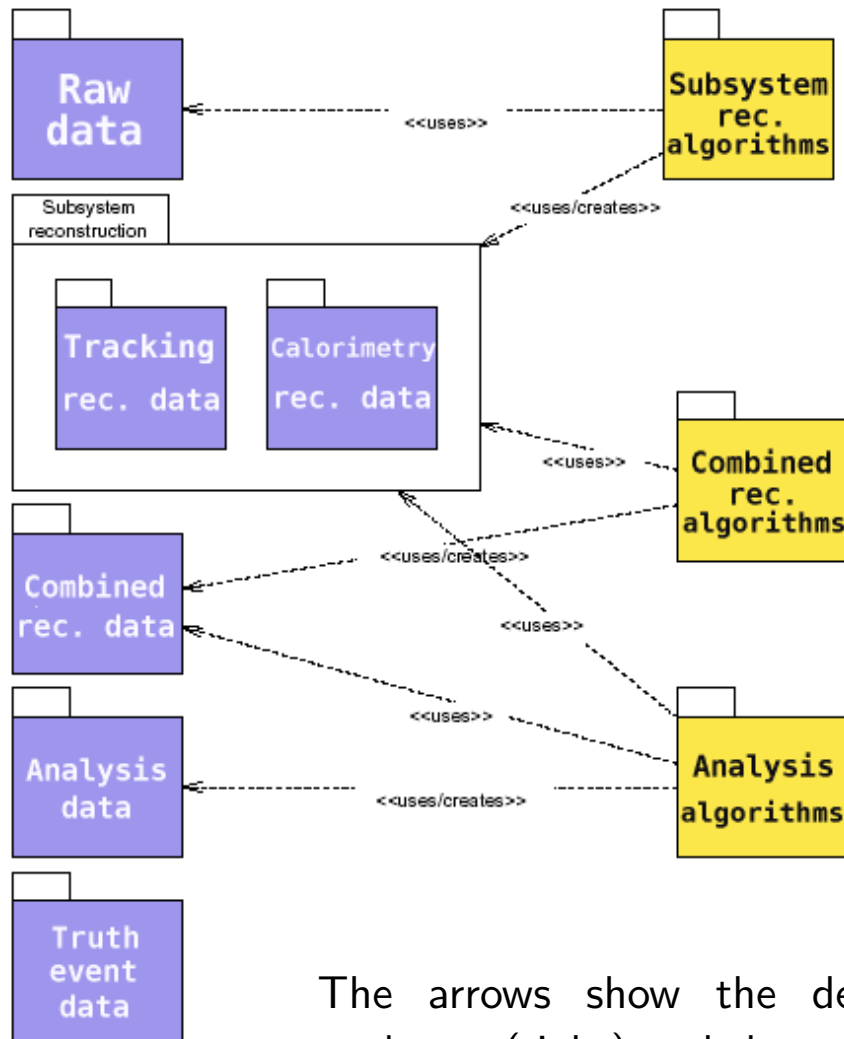 Raw
data
<<uses>>
Subsystem
rec.
algorithms
<<uses/creates>>
Subsystem
reconstruction
Tracking
rec. data
Calorimetry
rec. data
<<uses>>
Combined
rec.
algorithms
<<uses/creates>>
Combined
rec. data
<<uses>>
<<uses>>
Analysis
data
<<uses/creates>>
Analysis
algorithms
Truth
event
data
The arrows show the de